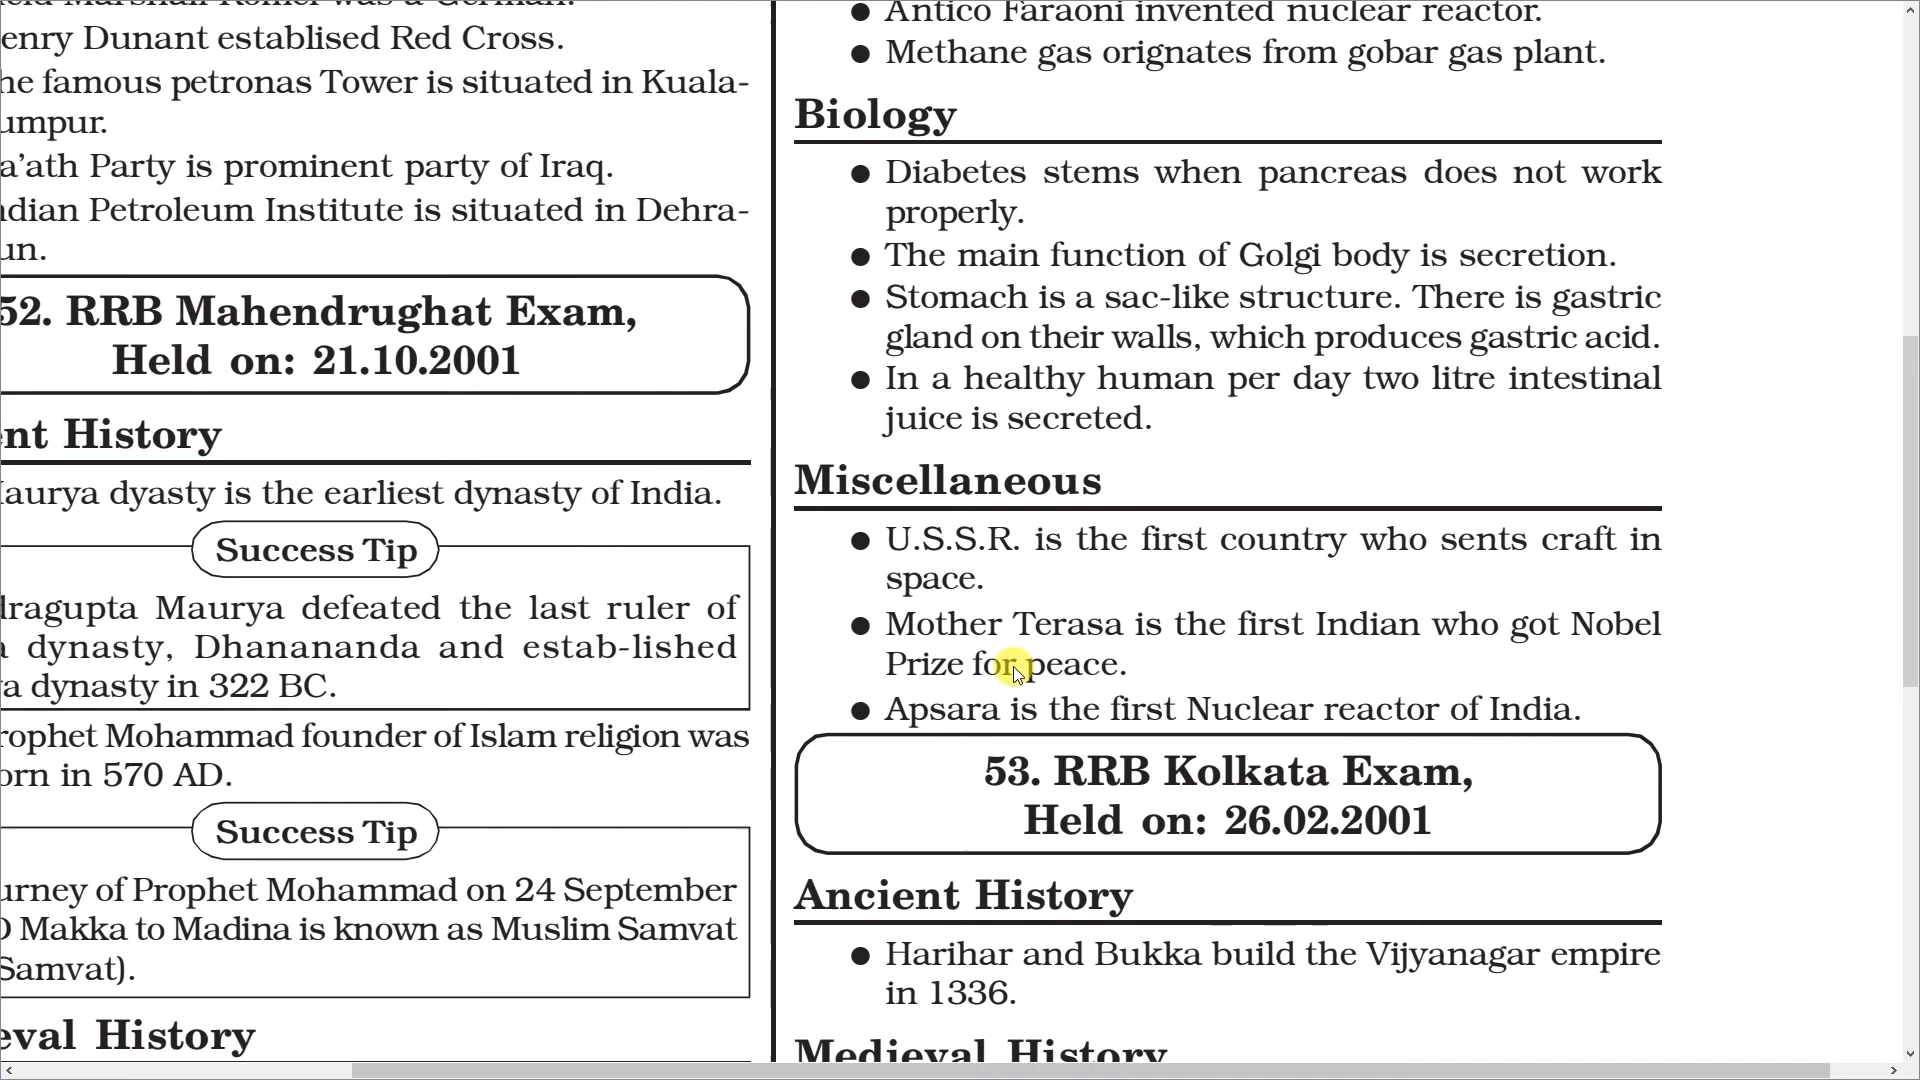 enry Dunant establised Red Cross.
he famous petronas Tower is situated in Kuala-
umpur.
a'ath Party is prominent party of Iraq.
ndian Petroleum Institute is situated in Dehra-
un.
52. RRB Mahendrughat Exam,
Held on: 21.10.2001
ent History
aurya dyasty is the earliest dynasty of India.
Success Tip
dragupta Maurya defeated the last ruler of
a dynasty, Dhanananda and estab-lished
ya dynasty in 322 BC.
rophet Mohammad founder of Islam religion was
orn in 570 AD.
Success Tip
urney of Prophet Mohammad on 24 September
D Makka to Madina is known as Muslim Samvat
Samvat).
eval History
● Antico Faraoni invented nuclear reactor.
● Methane gas orignates from gobar gas plant.
Biology
● Diabetes stems when pancreas does not work
properly.
● The main function of Golgi body is secretion.
● Stomach is a sac-like structure. There is gastric
gland on their walls, which produces gastric acid.
● In a healthy human per day two litre intestinal
juice is secreted.
Miscellaneous
● U.S.S.R. is the first country who sents craft in
space.
● Mother Terasa is the first Indian who got Nobel
Prize for peace.
● Apsara is the first Nuclear reactor of India.
53. RRB Kolkata Exam,
Held on: 26.02.2001
Ancient History
● Harihar and Bukka build the Vijyanagar empire
in 1336.
Medieval History